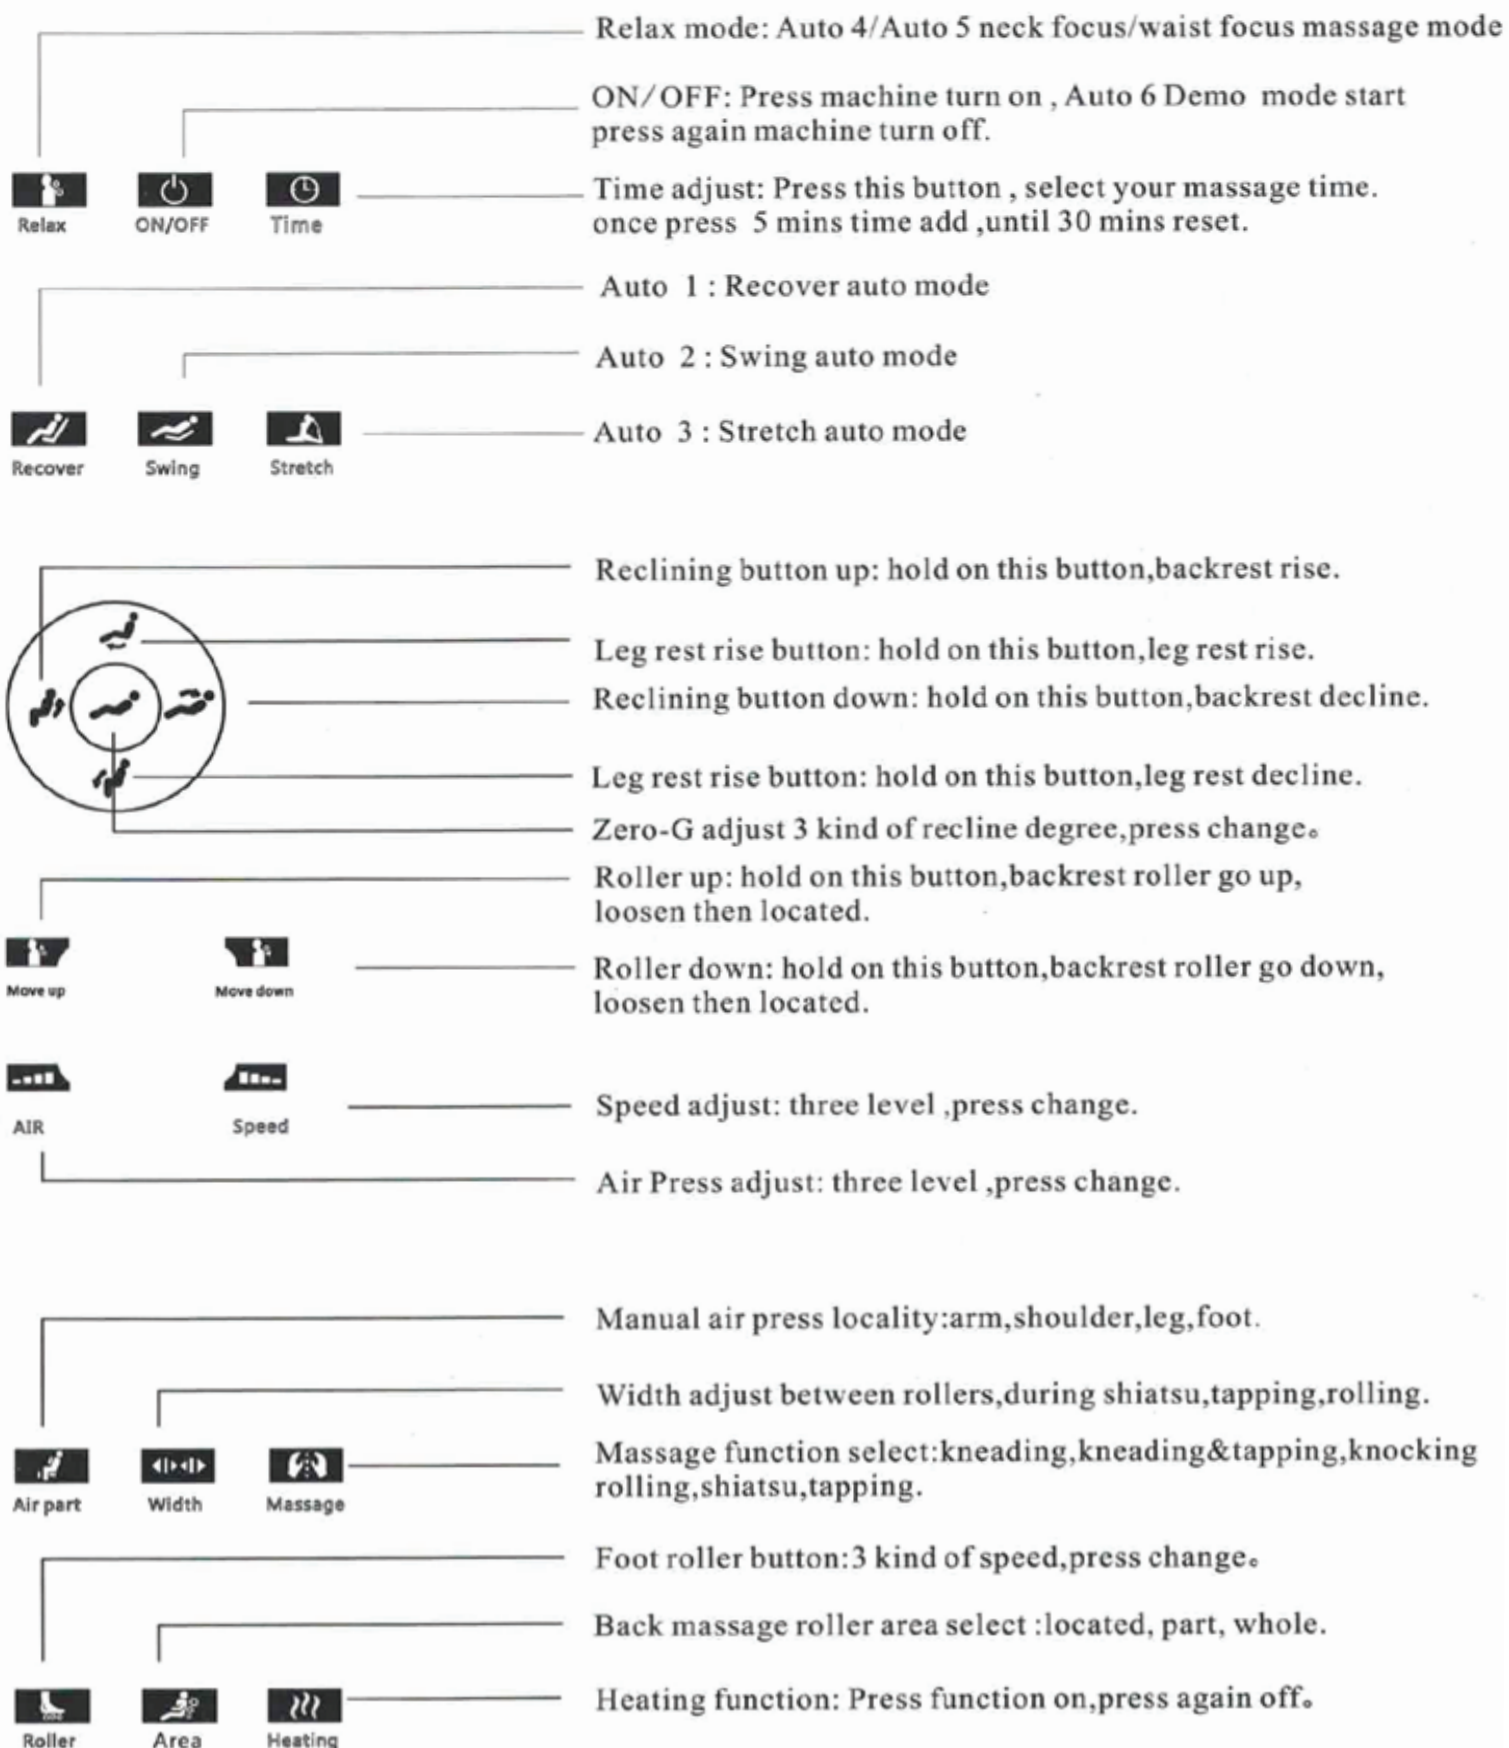 Relax mode: Auto 4/Auto 5 neck focus/waist focus massage mode
ON/OFF: Press machine turn on , Auto 6 Demo mode start
press again machine turn off.
Relax ON/OFF Time
Time adjust: Press this button , select your massage time.
once press 5 mins time add ,until 30 mins reset.
Auto 1 : Recover auto mode
Auto 2 : Swing auto mode
Auto 3 : Stretch auto mode
Recover Swing Stretch
Reclining button up: hold on this button,backrest rise.
Leg rest rise button: hold on this button,leg rest rise.
Reclining button down: hold on this button,backrest decline.
Leg rest rise button: hold on this button,leg rest decline.
Zero-G adjust 3 kind of recline degree,press change。
Roller up: hold on this button,backrest roller go up,
loosen then located.
Move up Move down
Roller down: hold on this button,backrest roller go down,
loosen then located.
AIR Speed
Speed adjust: three level ,press change.
Air Press adjust: three level ,press change.
Manual air press locality:arm,shoulder,leg,foot.
Width adjust between rollers,during shiatsu,tapping,rolling.
Massage function select:kneading,kneading&tapping,knocking
rolling,shiatsu,tapping.
Air part Width Massage
Foot roller button:3 kind of speed,press change。
Back massage roller area select :located, part, whole.
Heating function: Press function on,press again off。
Roller Area Heating